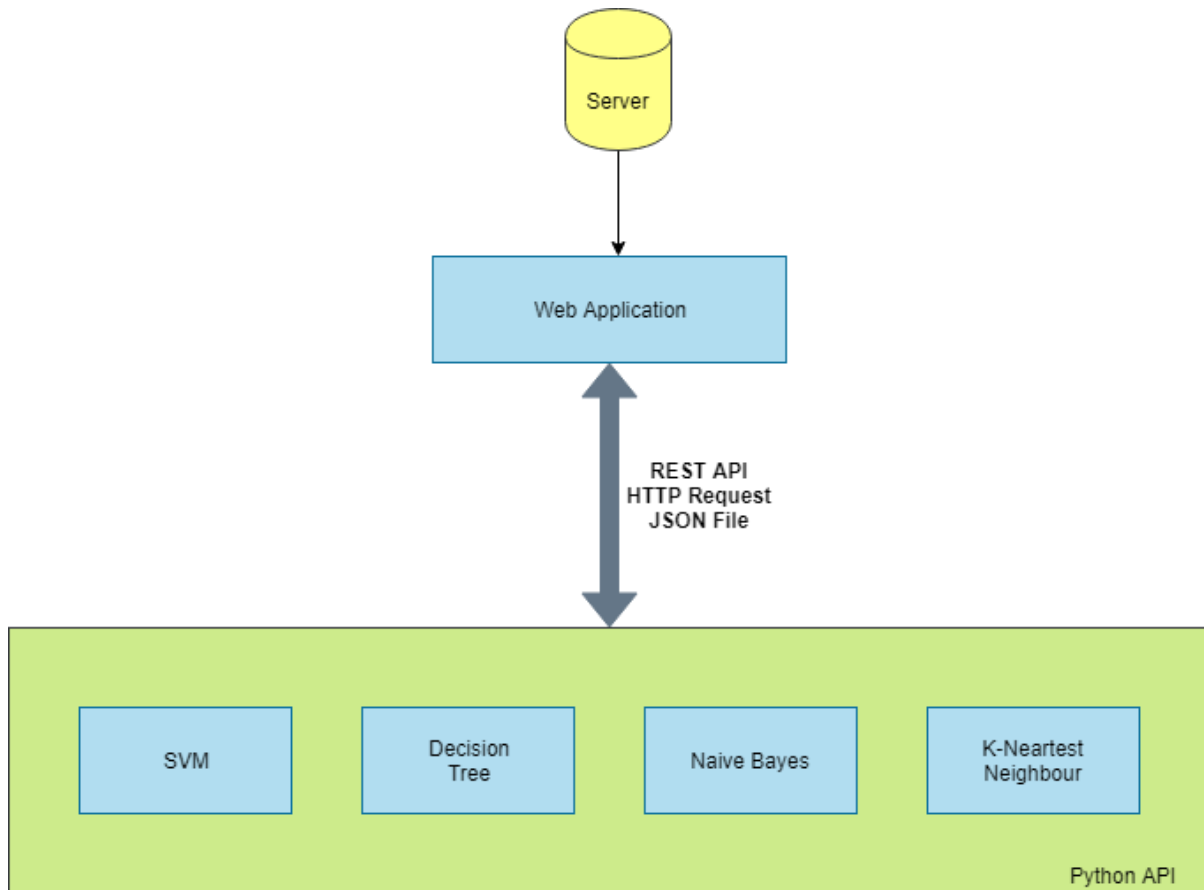 Server
Web Application
REST API
HTTP Request
JSON File
SVM
Decision
Tree
Naive Bayes
K-Neartest
Neighbour
Python API